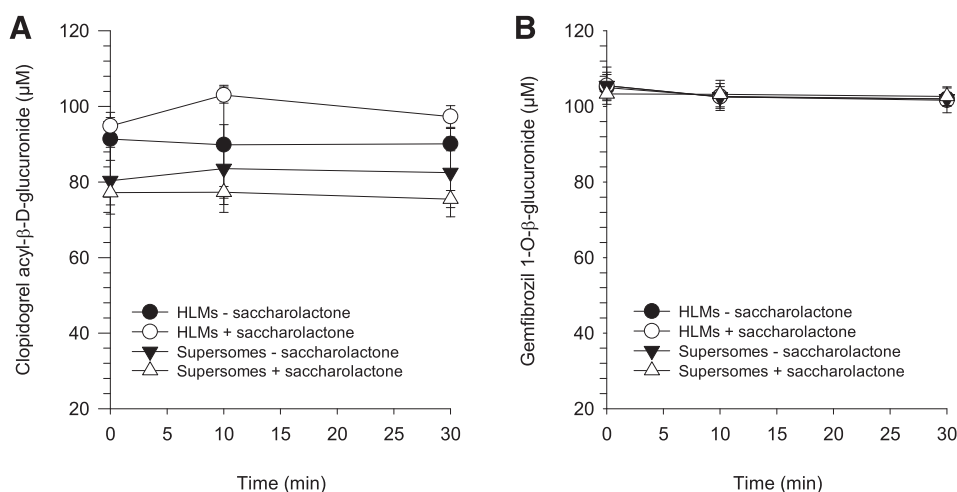 A
Clopidogrel acyl-β-D-glucuronide (µM)
120
100
80
60
40
20
0 5 10 15 20 25 30
Time (min)
HLMs - saccharolactone
HLMs + saccharolactone
Supersomes - saccharolactone
Supersomes + saccharolactone
B
Gemfibrozil 1-O-β-glucuronide (µM)
120
100
80
60
40
20
0 5 10 15 20 25 30
Time (min)
HLMs - saccharolactone
HLMs + saccharolactone
Supersomes - saccharolactone
Supersomes + saccharolactone